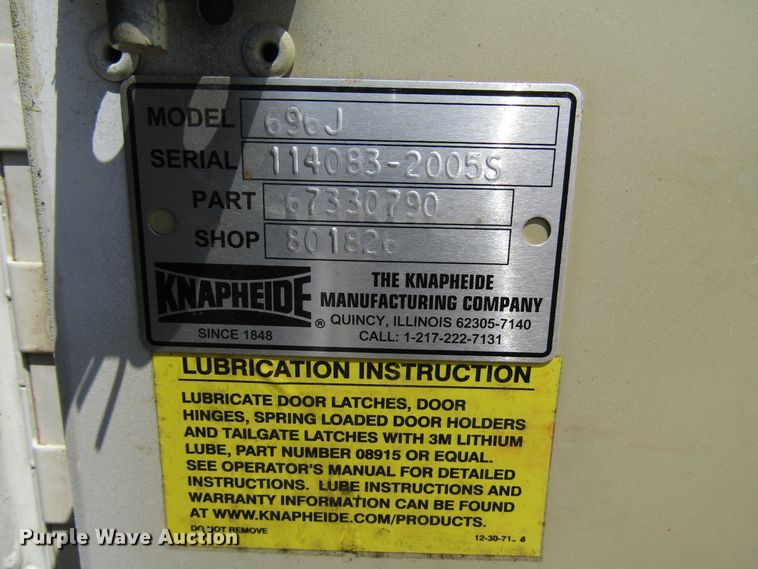 MODEL 696J
SERIAL 114083-2005S
PART 67330790
SHOP 801826
KNAPHEIDE ®
SINCE 1848
THE KNAPHEIDE
MANUFACTURING COMPANY
QUINCY, ILLINOIS 62305-7140
CALL: 1-217-222-7131
LUBRICATION INSTRUCTION
LUBRICATE DOOR LATCHES, DOOR
HINGES, SPRING LOADED DOOR HOLDERS
AND TAILGATE LATCHES WITH 3M LITHIUM
LUBE, PART NUMBER 08915 OR EQUAL.
SEE OPERATOR'S MANUAL FOR DETAILED
INSTRUCTIONS. LUBE INSTRUCTIONS AND
WARRANTY INFORMATION CAN BE FOUND
AT WWW.KNAPHEIDE.COM/PRODUCTS.
DO NOT REMOVE
Purple Wave Auction